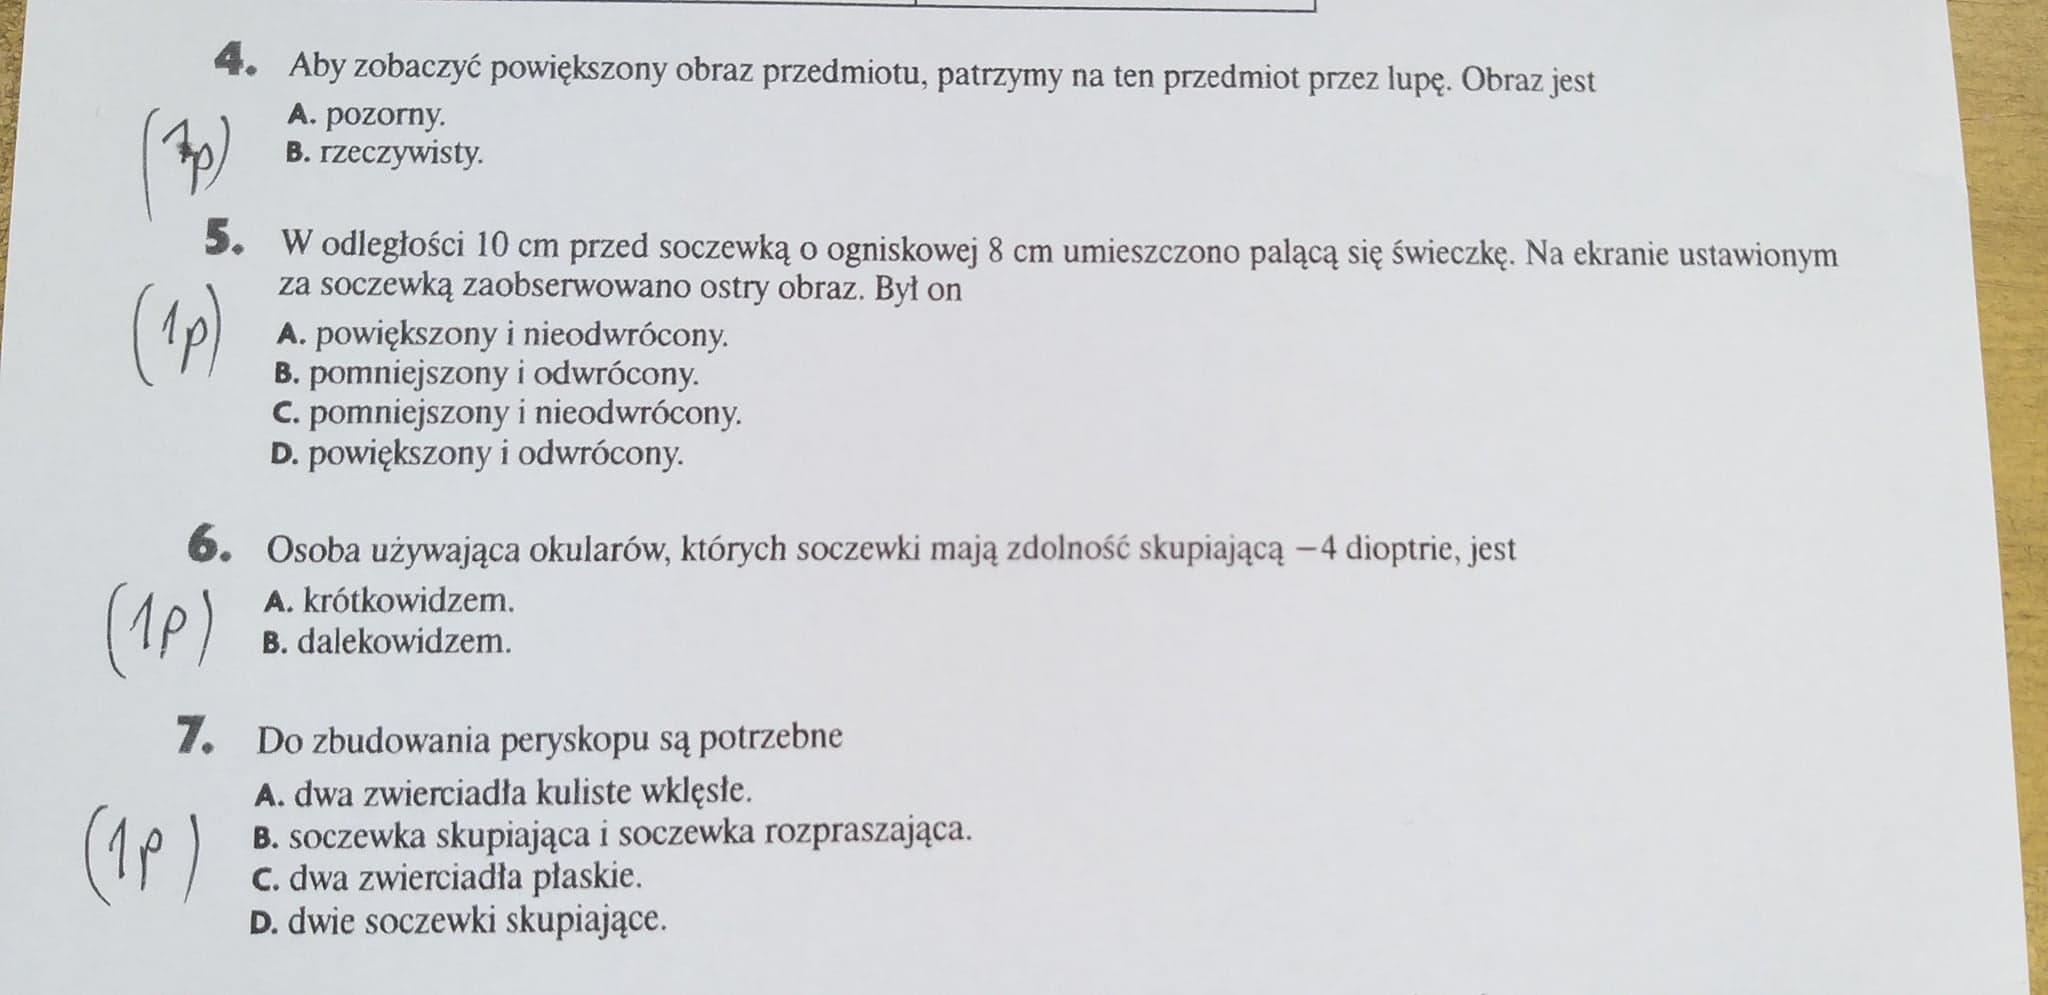 4. Aby zobaczyć powiększony obraz przedmiotu, patrzymy na ten przedmiot przez lupę. Obraz jest
A. pozorny.
(1p)
B. rzeczywisty.
5. W odległości 10 cm przed soczewką o ogniskowej 8 cm umieszczono palącą się świeczkę. Na ekranie ustawionym
za soczewką zaobserwowano ostry obraz. Był on
(1p)
A. powiększony i nieodwrócony.
B. pomniejszony i odwrócony.
C. pomniejszony i nieodwrócony.
D. powiększony i odwrócony.
6. Osoba używająca okularów, których soczewki mają zdolność skupiającą –4 dioptrie, jest
(1p)
A. krótkowidzem.
B. dalekowidzem.
7. Do zbudowania peryskopu są potrzebne
A. dwa zwierciadła kuliste wklęsłe.
(1p)
B. soczewka skupiająca i soczewka rozpraszająca.
C. dwa zwierciadła płaskie.
D. dwie soczewki skupiające.